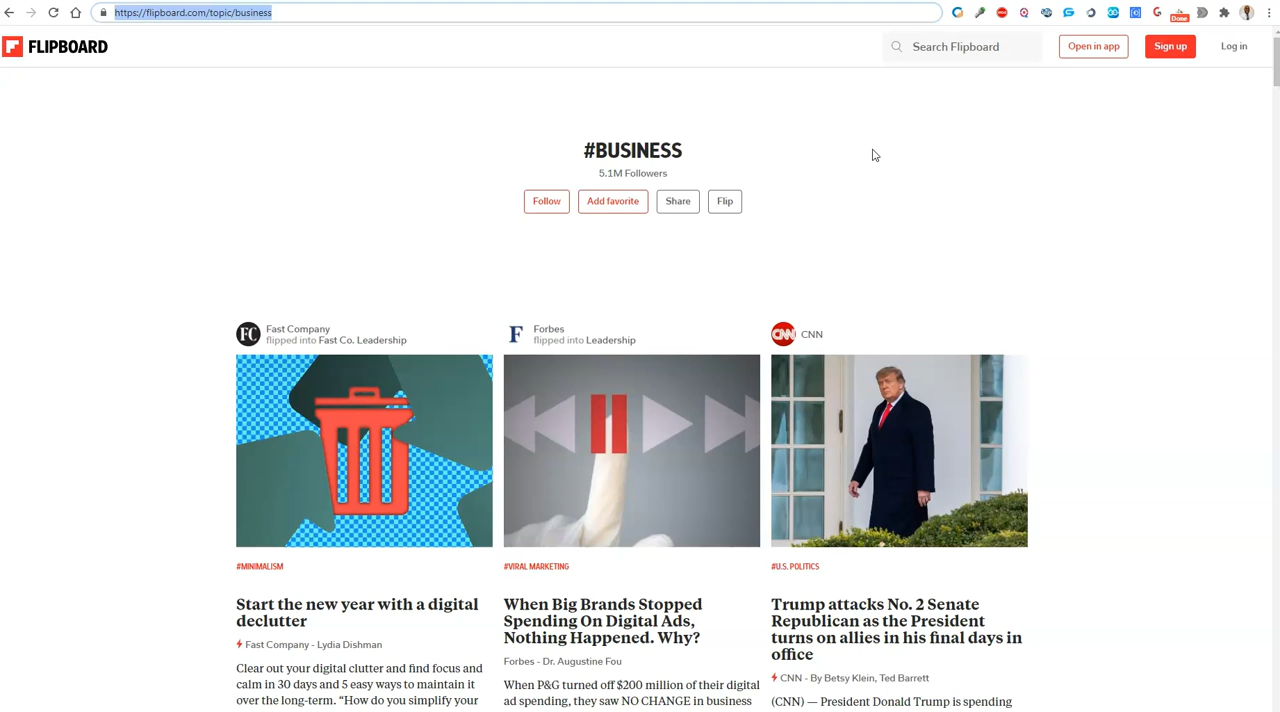 https://flipboard.com/topic/business
Done
FLIPBOARD
Search Flipboard
Open in app
Sign up
Log in
#BUSINESS
5.1M Followers
Follow
Add favorite
Share
Flip
FC
Fast Company
flipped into Fast Co. Leadership
F
Forbes
flipped into Leadership
CNN
CNN
#MINIMALISM
Start the new year with a digital
declutter
Fast Company - Lydia Dishman
Clear out your digital clutter and find focus and
calm in 30 days and 5 easy ways to maintain it
over the long-term. “How do you simplify your
#VIRAL MARKETING
When Big Brands Stopped
Spending On Digital Ads,
Nothing Happened. Why?
Forbes - Dr. Augustine Fou
When P&G turned off $200 million of their digital
ad spending, they saw NO CHANGE in business
#U.S. POLITICS
Trump attacks No. 2 Senate
Republican as the President
turns on allies in his final days in
office
CNN - By Betsy Klein, Ted Barrett
(CNN) — President Donald Trump is spending